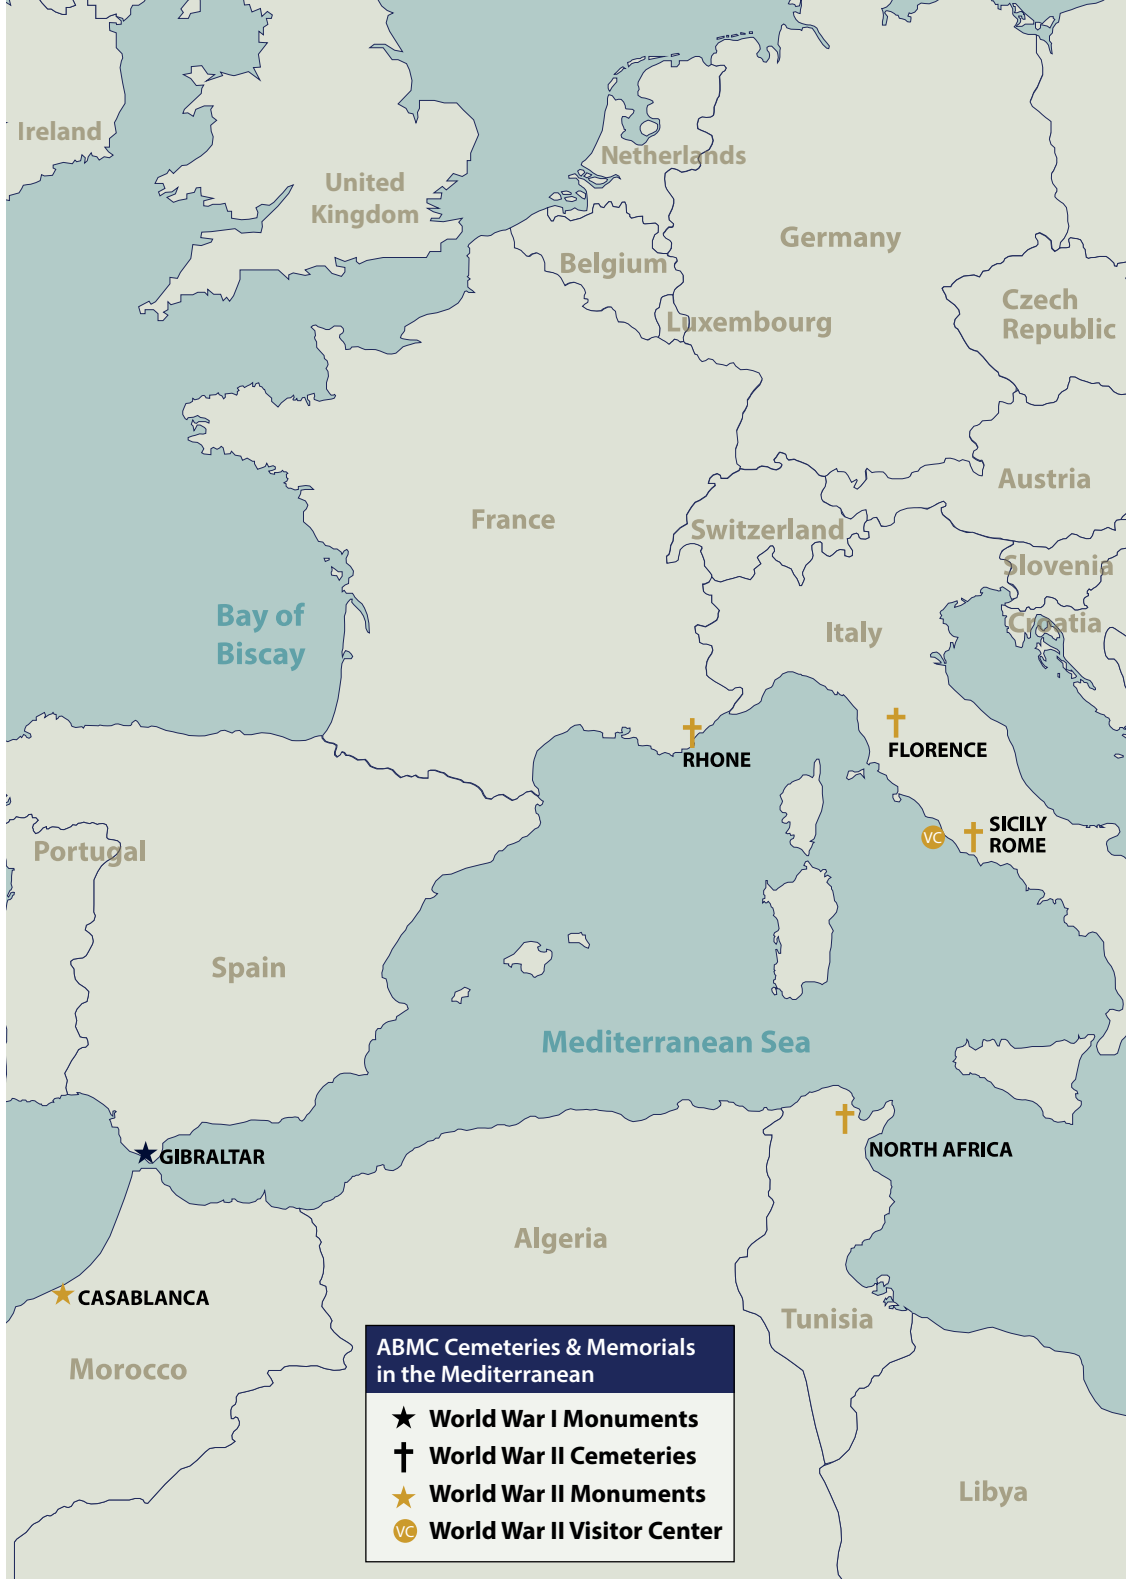 Ireland
United
Kingdom
Netherlands
Germany
Belgium
Luxembourg
Czech
Republic
Austria
France
Switzerland
Slovenia
Bay of
Biscay
Italy
Croatia
RHONE
FLORENCE
SICILY
ROME
VC
Portugal
Spain
Mediterranean Sea
GIBRALTAR
NORTH AFRICA
Algeria
CASABLANCA
Tunisia
Morocco
ABMC Cemeteries & Memorials
in the Mediterranean
World War I Monuments
World War II Cemeteries
World War II Monuments
VC World War II Visitor Center
Libya